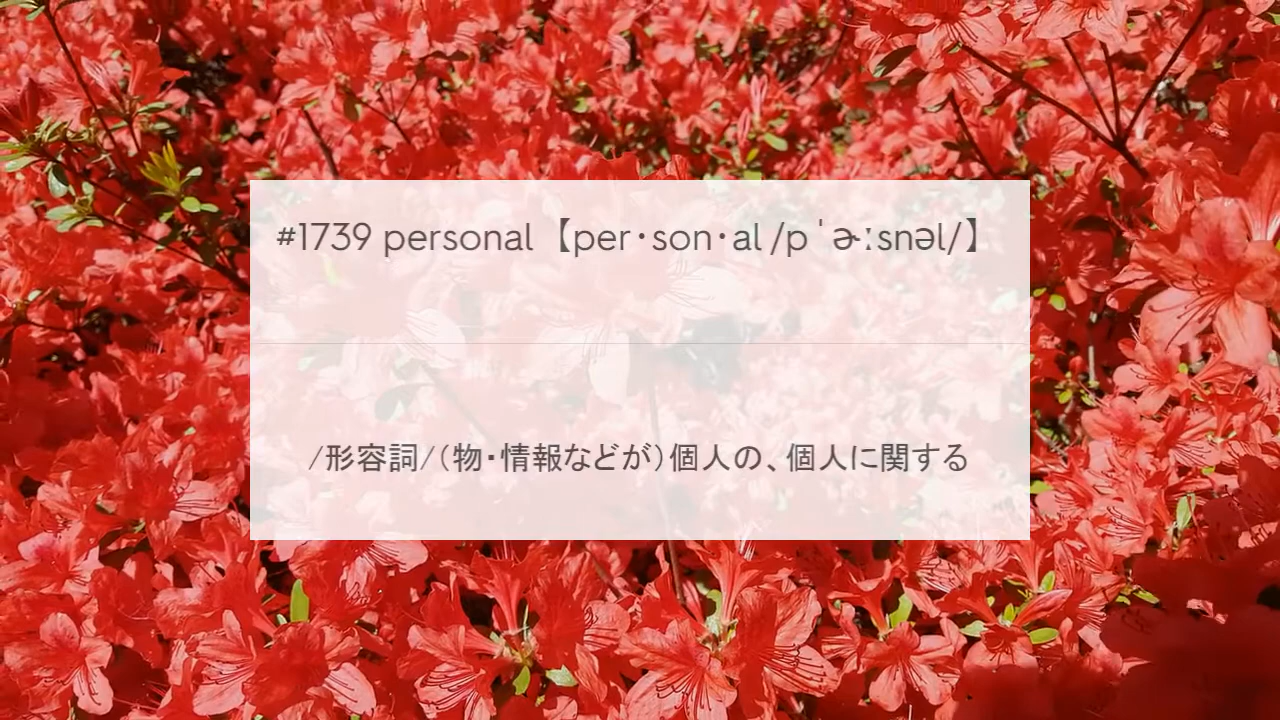 #1739 personal 【per・son・al /pˈɚːsnəl/】
/形容詞/（物・情報などが）個人の、個人に関する